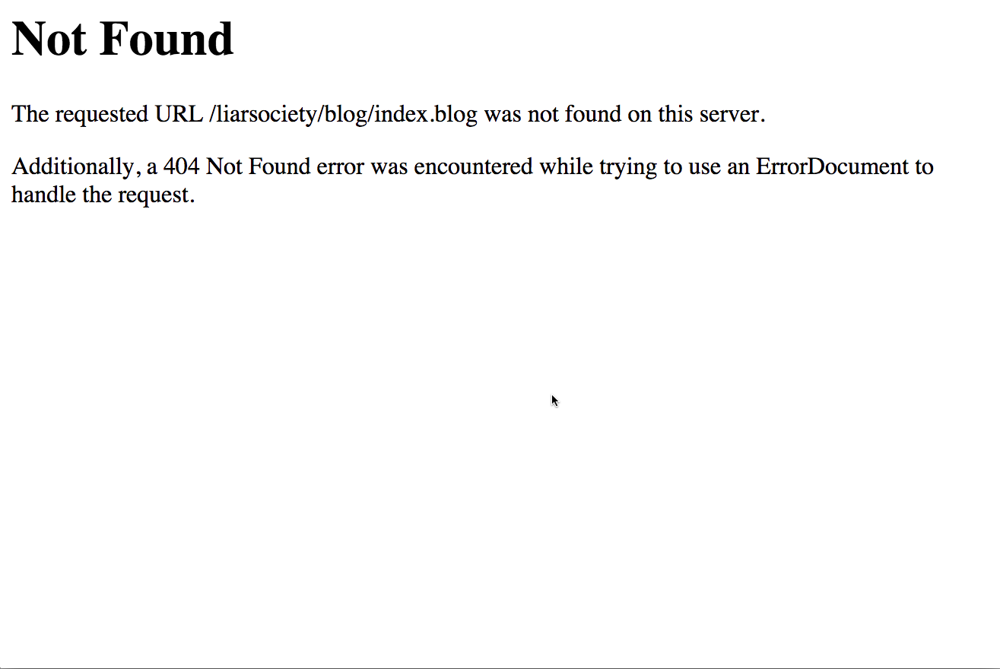 Not Found
The requested URL /liarsociety/blog/index.blog was not found on this server.
Additionally, a 404 Not Found error was encountered while trying to use an ErrorDocument to
handle the request.